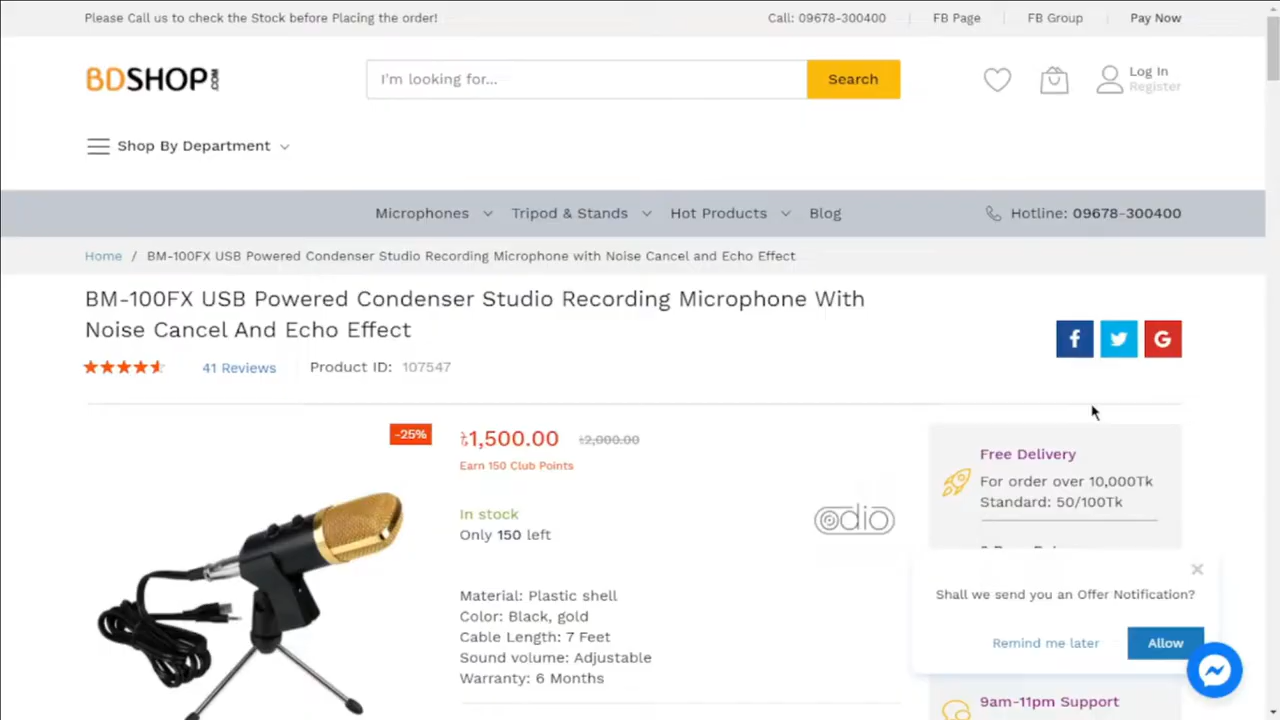 Please Call us to check the Stock before Placing the order!
Call: 09678-300400
FB Page
FB Group
Pay Now
BDSHOP.COM
I'm looking for...
Search
Log In
Register
Shop By Department
Microphones
Tripod & Stands
Hot Products
Blog
Hotline: 09678-300400
Home / BM-100FX USB Powered Condenser Studio Recording Microphone with Noise Cancel and Echo Effect
BM-100FX USB Powered Condenser Studio Recording Microphone With
Noise Cancel And Echo Effect
f
G
41 Reviews
Product ID: 107547
-25%
৳1,500.00
৳2,000.00
Earn 150 Club Points
In stock
Only 150 left
odio
Material: Plastic shell
Color: Black, gold
Cable Length: 7 Feet
Sound volume: Adjustable
Warranty: 6 Months
Free Delivery
For order over 10,000Tk
Standard: 50/100Tk
Shall we send you an Offer Notification?
Remind me later
Allow
9am-11pm Support